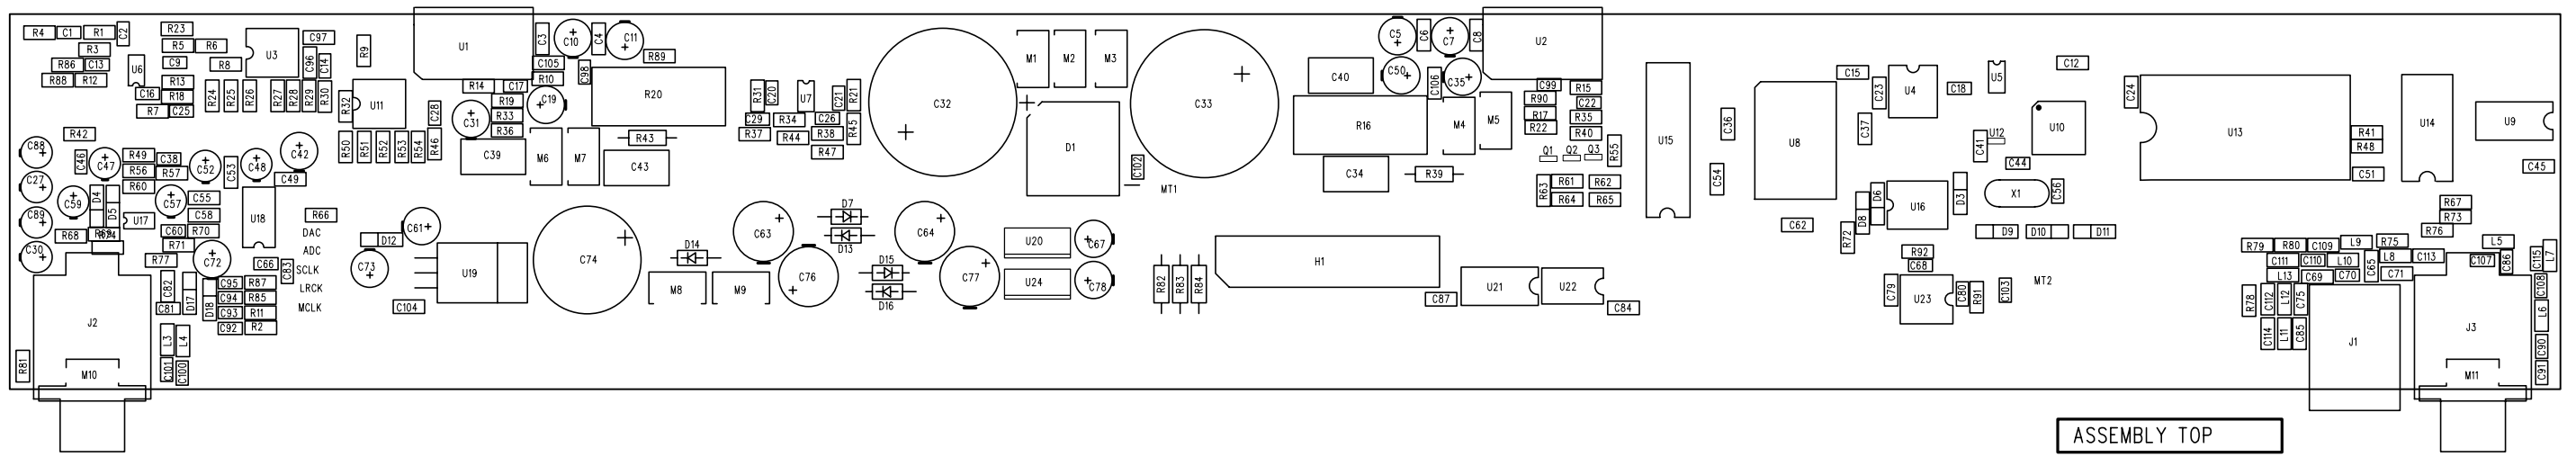 R4 C1 R1 C2 R23 C97 R9 U1 C3 C10 C4 C11 C5 C6 C7 C8 U2
R3 R5 R6 U3 R89 M1 M2 M3
R86 C13 U6 C9 R8 C96 C14 C105 C98 C40 C50 C106 C35 C15 U5 C12
R88 R12 R13 R14 C17 R10 C99 R15
C16 R18 R24 R25 R26 R27 R28 R29 R30 R32 U11 C28 R19 C19 R20 R31 C20 U7 C21 R21 C32 C33 R90 C22 C23 U4 C18 C24
R7 C25 C31 R33 C29 R34 C26 R16 M4 M5 R17 R35 U15 C36 C37 U10 U13 U14 U9
R42 R36 R43 R37 R44 R38 R45 R22 R40 U12 R41
C88 C46 C47 R49 C38 C52 C53 C48 C42 R50 R51 R52 R53 R54 R46 C39 M6 M7 C43 R47 D1 C102 C34 R39 Q1 Q2 Q3 R55 U8 C41 C44 R48
C27 R56 R57 C49 MT1 R63 R61 R62 C54 X1 C56 C51 C45
C59 D4 D5 R60 C57 C55 U18 R64 R65 D8 D6 U16 D3 R67
C89 U17 C58 R66 D7 R73
R68 R69 R74 C60 R70 DAC D12 C61 C63 D13 C64 U20 C67 C62 R72 D9 D10 D11 R76
C30 R71 C72 ADC D14 R92 R79 R80 C109 L9 R75 L5
R77 C66 C83 SCLK C73 U19 C74 D15 C76 C77 H1 C68 C111 C110 L10 C65 L8 C113 C107 C86 C115 L7
C82 D17 D18 C95 R87 LRCK M8 M9 D16 U24 C78 R82 R83 R84 U21 U22 C79 U23 C80 R91 C103 MT2 L13 C69 C70 C71 C108
C81 C94 R85 MCLK C104 C87 C84 R78 C112 L12 C75
J2 C93 R11 L6
C92 R2 J3
L3 L4 C114 L11 C85 J1 C90
R81 M10 C101 C100 M11 C91
ASSEMBLY TOP